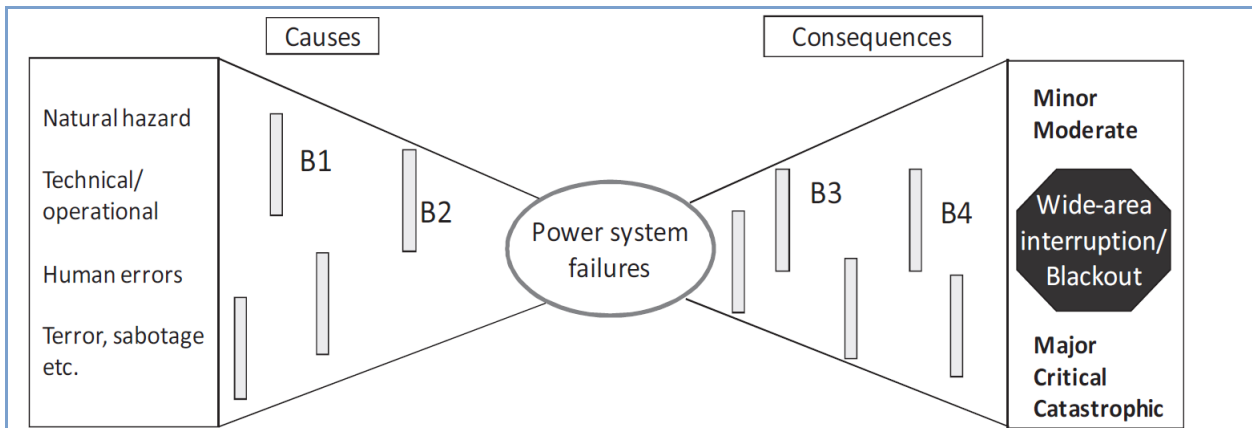 Causes
Consequences
Natural hazard
Technical/
operational
Human errors
Terror, sabotage
etc.
B1
B2
Power system
failures
B3
B4
Minor
Moderate
Wide-area
interruption/
Blackout
Major
Critical
Catastrophic